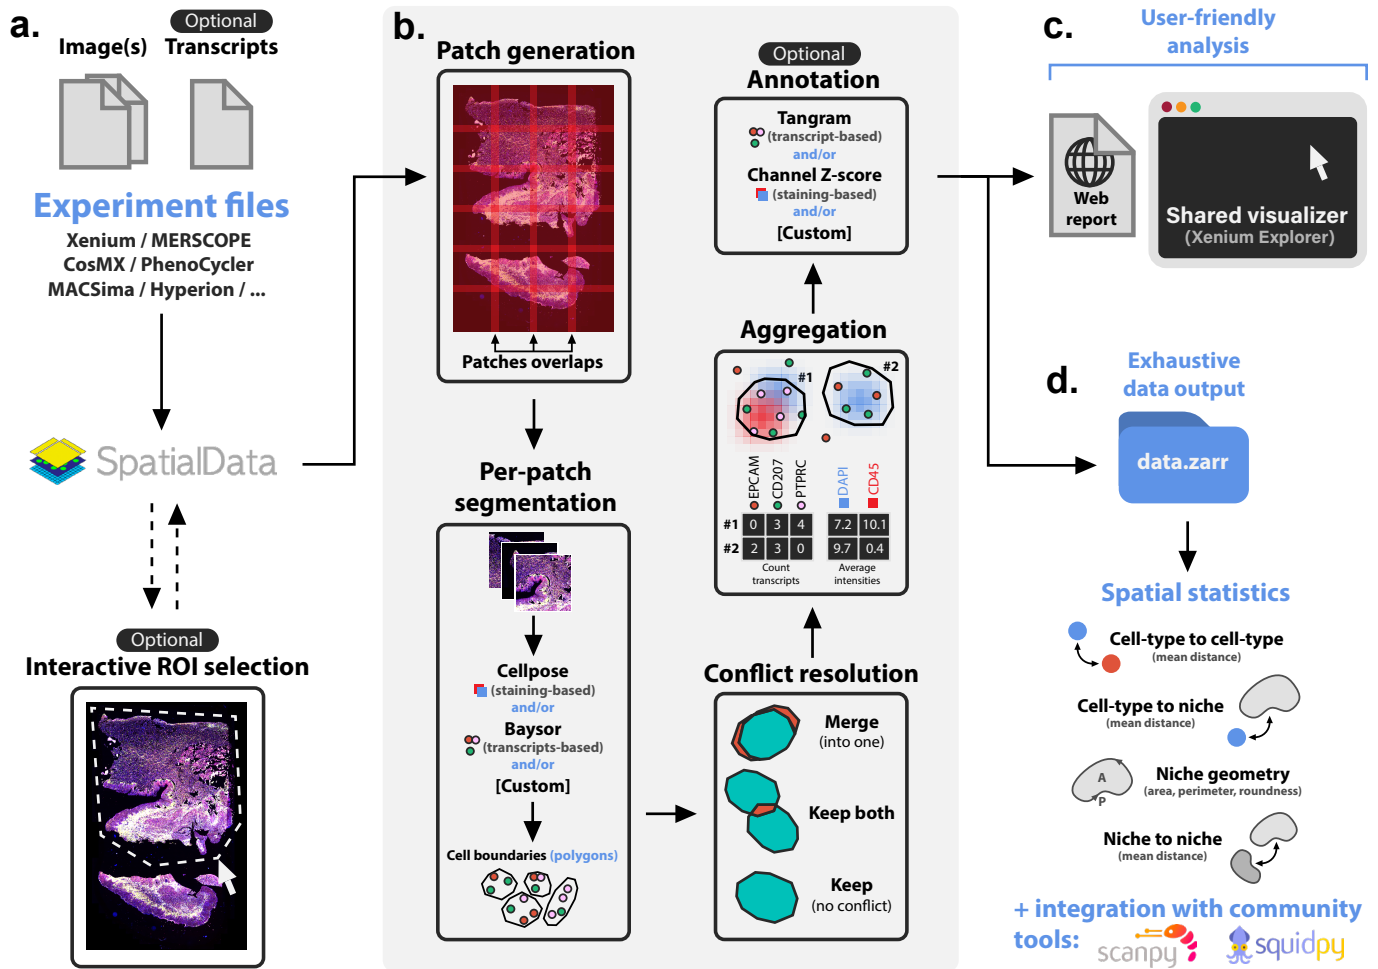 a.
Optional
Image(s) Transcripts
Experiment files
Xenium / MERSCOPE
CosMX / PhenoCycler
MACSima / Hyperion / ...
SpatialData
Optional
Interactive ROI selection
b.
Patch generation
Patches overlaps
Per-patch
segmentation
Cellpose
(staining-based)
and/or
Baysor
(transcripts-based)
and/or
[Custom]
Cell boundaries (polygons)
Conflict resolution
Merge
(into one)
Keep both
Keep
(no conflict)
Aggregation
#1
#2
EPCAM
CD207
PTPRC
DAPI
CD45
#1 0 3 4 7.2 10.1
#2 2 3 0 9.7 0.4
Count
transcripts
Average
intensities
Optional
Annotation
Tangram
(transcript-based)
and/or
Channel Z-score
(staining-based)
and/or
[Custom]
c.
User-friendly
analysis
Web
report
Shared visualizer
(Xenium Explorer)
d.
Exhaustive
data output
data.zarr
Spatial statistics
Cell-type to cell-type
(mean distance)
Cell-type to niche
(mean distance)
A
P
Niche geometry
(area, perimeter, roundness)
Niche to niche
(mean distance)
+ integration with community
tools: scanpy squidpy